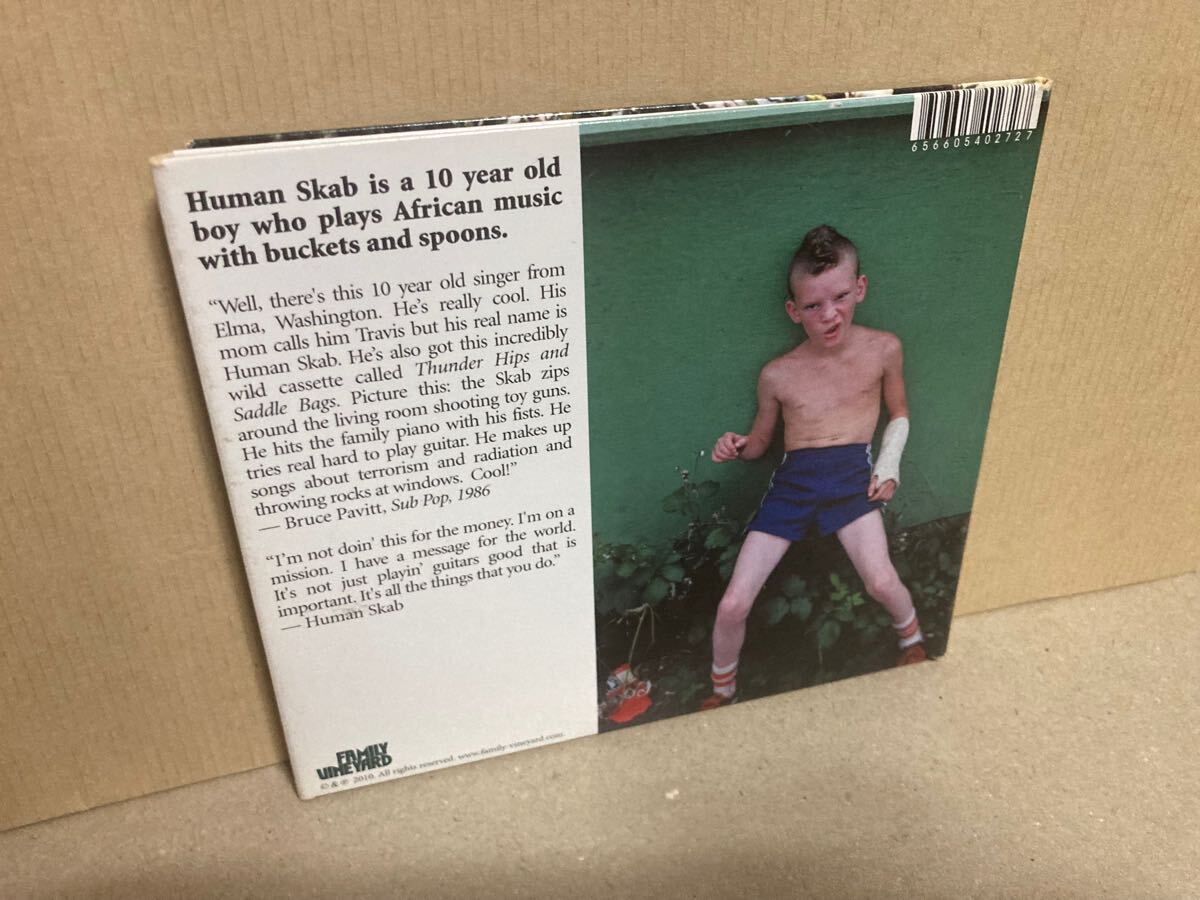 Human Skab is a 10 year old
boy who plays African music
with buckets and spoons.
“Well, there's this 10 year old singer from
Elma, Washington. He's really cool. His
mom calls him Travis but his real name is
Human Skab. He's also got this incredibly
wild cassette called Thunder Hips and
Saddle Bags. Picture this: the Skab zips
around the living room shooting toy guns.
He hits the family piano with his fists. He
tries real hard to play guitar. He makes up
songs about terrorism and radiation and
throwing rocks at windows. Cool!”
— Bruce Pavitt, Sub Pop, 1986
“I'm not doin' this for the money. I'm on a
mission. I have a message for the world.
It's not just playin' guitars good that is
important. It's all the things that you do.”
— Human Skab
FAMILY
VINEYARD
© & ℗ 2010. All rights reserved. www.family-vineyard.com.
656605402727